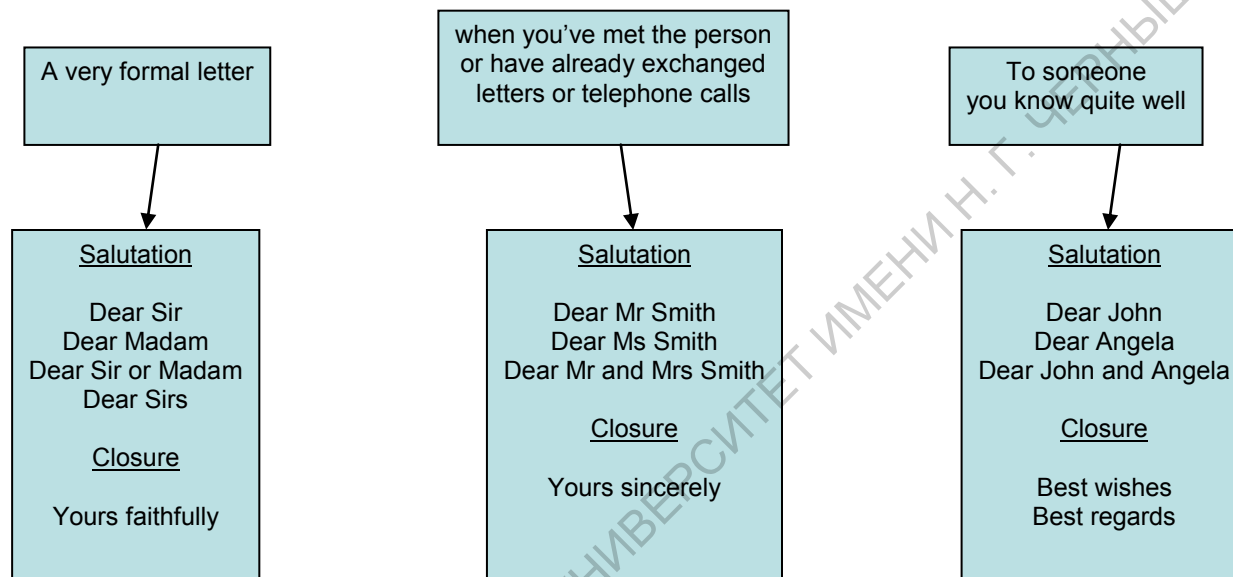 A very formal letter
when you've met the person
or have already exchanged
letters or telephone calls
To someone
you know quite well
Salutation
Dear Sir
Dear Madam
Dear Sir or Madam
Dear Sirs
Closure
Yours faithfully
Salutation
Dear Mr Smith
Dear Ms Smith
Dear Mr and Mrs Smith
Closure
Yours sincerely
Salutation
Dear John
Dear Angela
Dear John and Angela
Closure
Best wishes
Best regards
ИМЕНИ Н. Г.